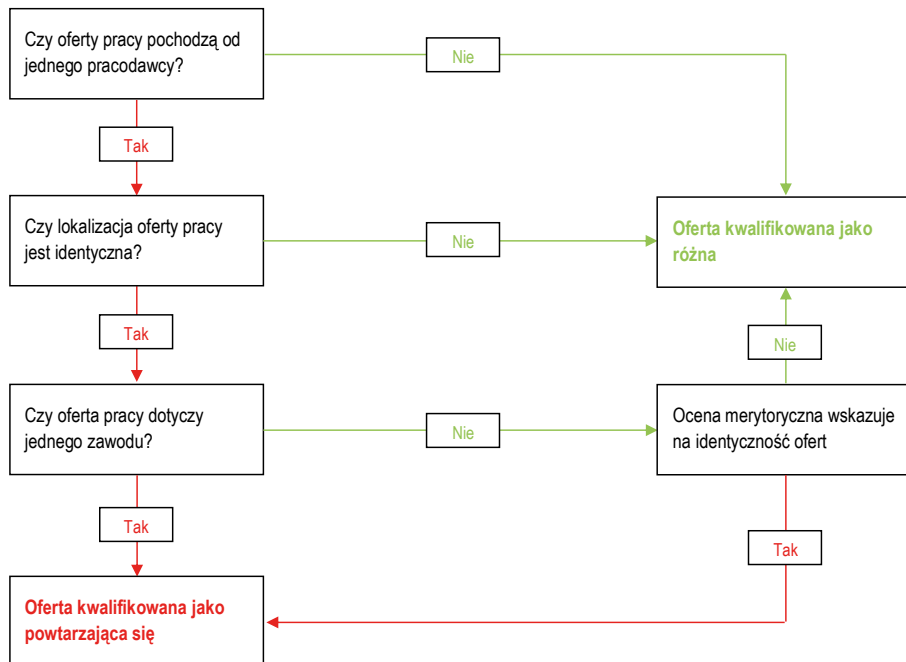 Czy oferty pracy pochodzą od
jednego pracodawcy?
Nie
Tak
Czy lokalizacja oferty pracy
jest identyczna?
Nie
Oferta kwalifikowana jako
różna
Tak
Nie
Czy oferta pracy dotyczy
jednego zawodu?
Nie
Ocena merytoryczna wskazuje
na identyczność ofert
Tak
Tak
Oferta kwalifikowana jako
powtarzająca się